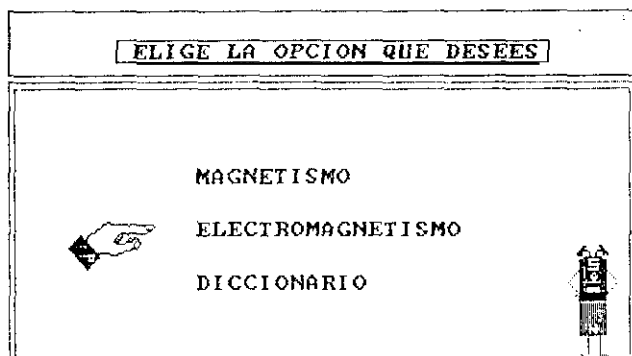 ELIGE LA OPCION QUE DESEES
MAGNETISMO
ELECTROMAGNETISMO
DICCIONARIO